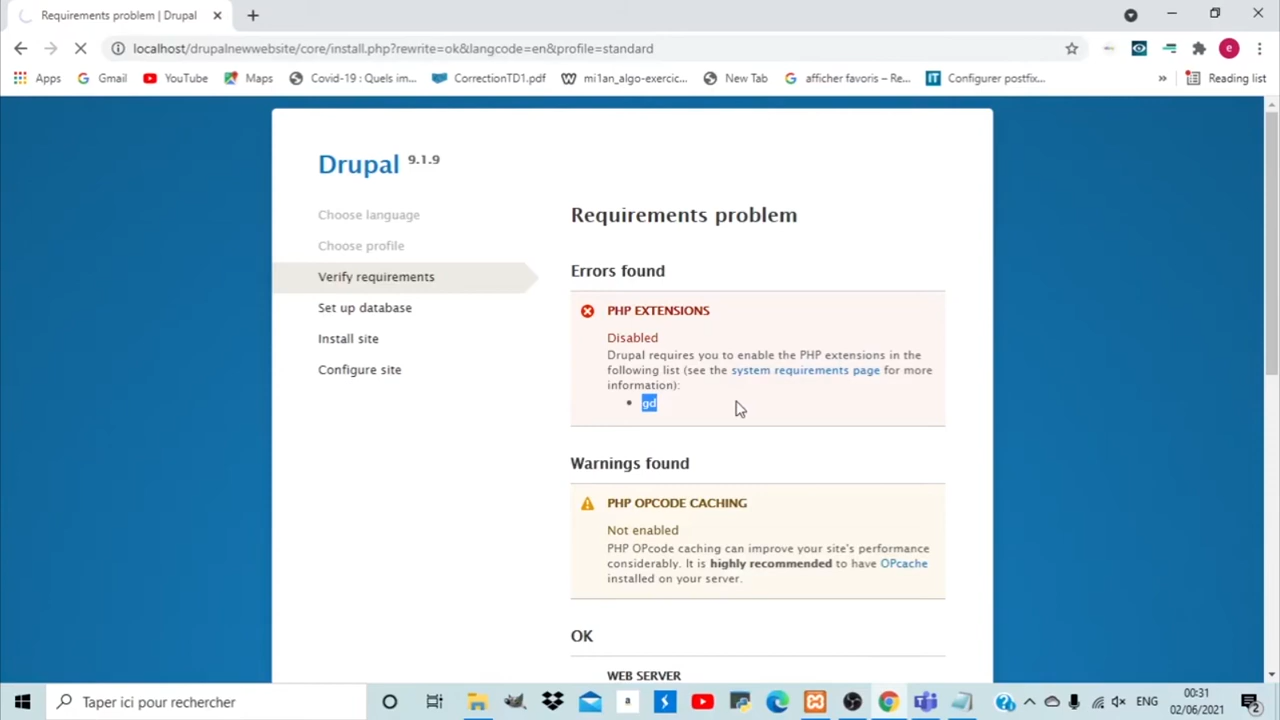 Requirements problem | Drupal
localhost/drupalnewwebsite/core/install.php?rewrite=ok&langcode=en&profile=standard
e
Apps Gmail YouTube Maps Covid-19 : Quels im... CorrectionTD1.pdf mi1an_algo-exercic... New Tab afficher favoris – Re... IT Configurer postfix... » Reading list
Drupal 9.1.9
Choose language
Choose profile
Verify requirements
Set up database
Install site
Configure site
Requirements problem
Errors found
PHP EXTENSIONS
Disabled
Drupal requires you to enable the PHP extensions in the
following list (see the system requirements page for more
information):
• gd
Warnings found
PHP OPCODE CACHING
Not enabled
PHP OPcode caching can improve your site's performance
considerably. It is highly recommended to have OPcache
installed on your server.
OK
WEB SERVER
Taper ici pour rechercher
a
ENG
00:31
02/06/2021
2